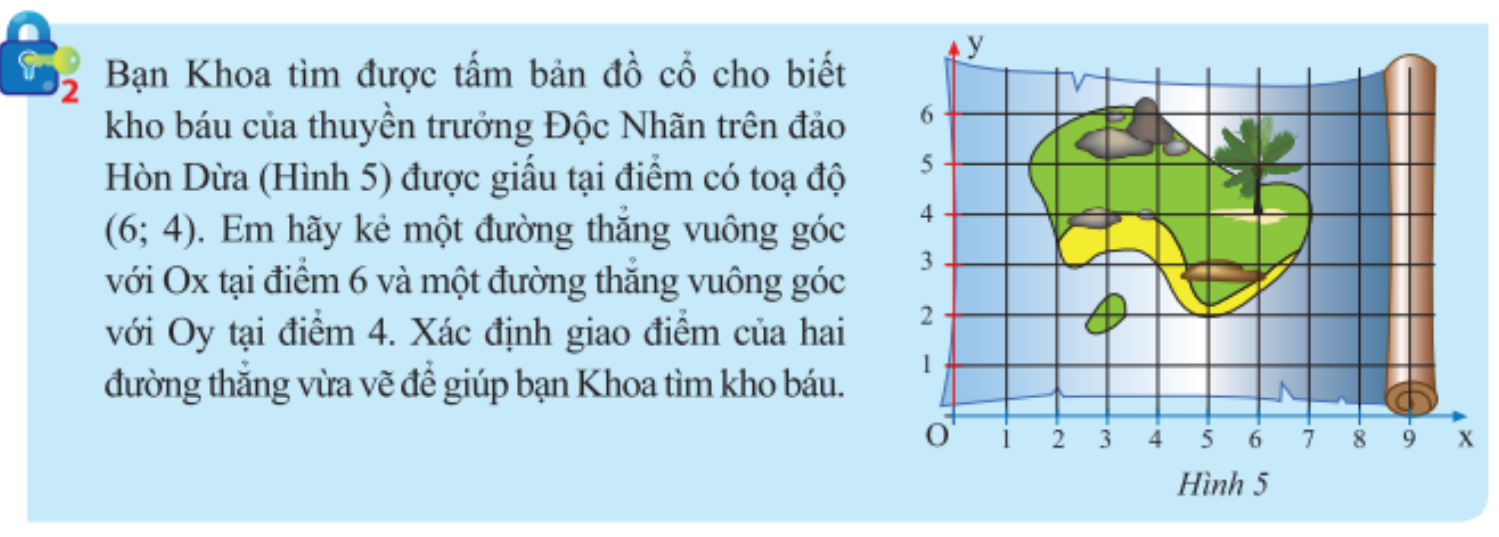 2
Bạn Khoa tìm được tấm bản đồ cổ cho biết
kho báu của thuyền trưởng Độc Nhãn trên đảo
Hòn Dừa (Hình 5) được giấu tại điểm có toạ độ
(6; 4). Em hãy kẻ một đường thẳng vuông góc
với Ox tại điểm 6 và một đường thẳng vuông góc
với Oy tại điểm 4. Xác định giao điểm của hai
đường thẳng vừa vẽ để giúp bạn Khoa tìm kho báu.
y
6
5
4
3
2
1
O 1 2 3 4 5 6 7 8 9 x
Hình 5